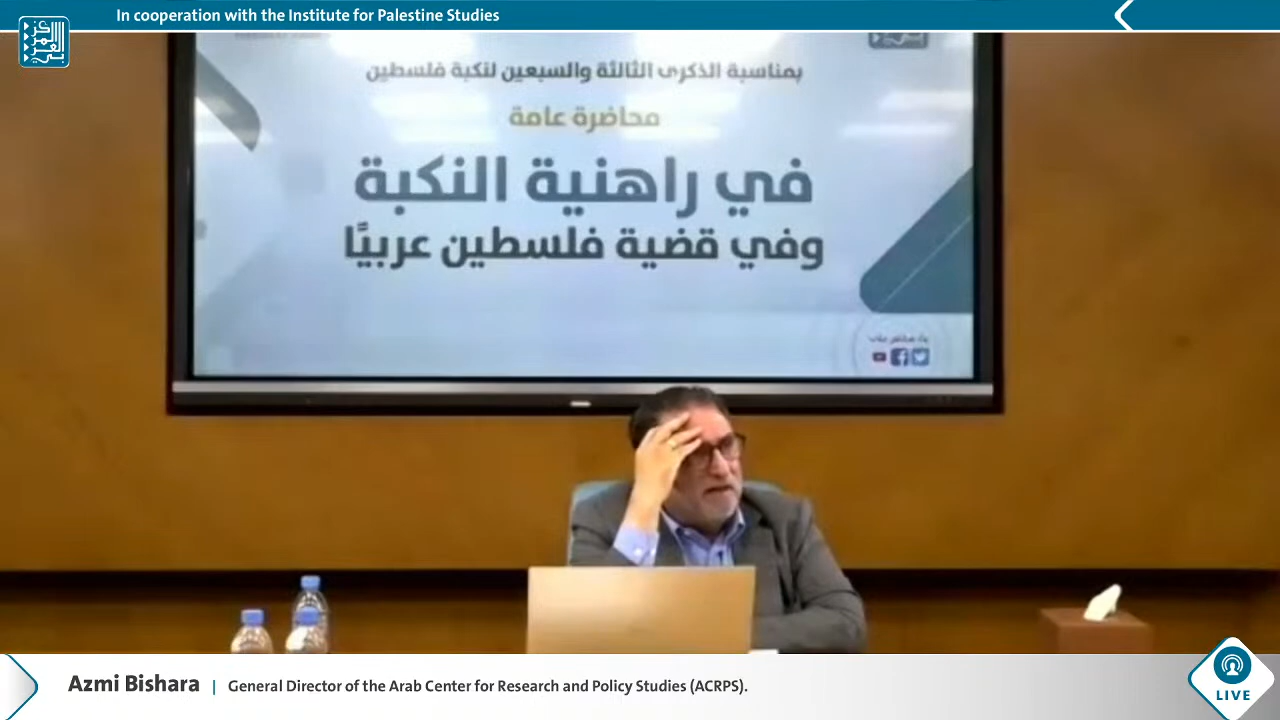 In cooperation with the Institute for Palestine Studies
بمناسبة الذكرى الثالثة والسبعين لنكبة فلسطين
محاضرة عامة
في راهنية النكبة
وفي قضية فلسطين عربيًّا
Azmi Bishara | General Director of the Arab Center for Research and Policy Studies (ACRPS).
LIVE